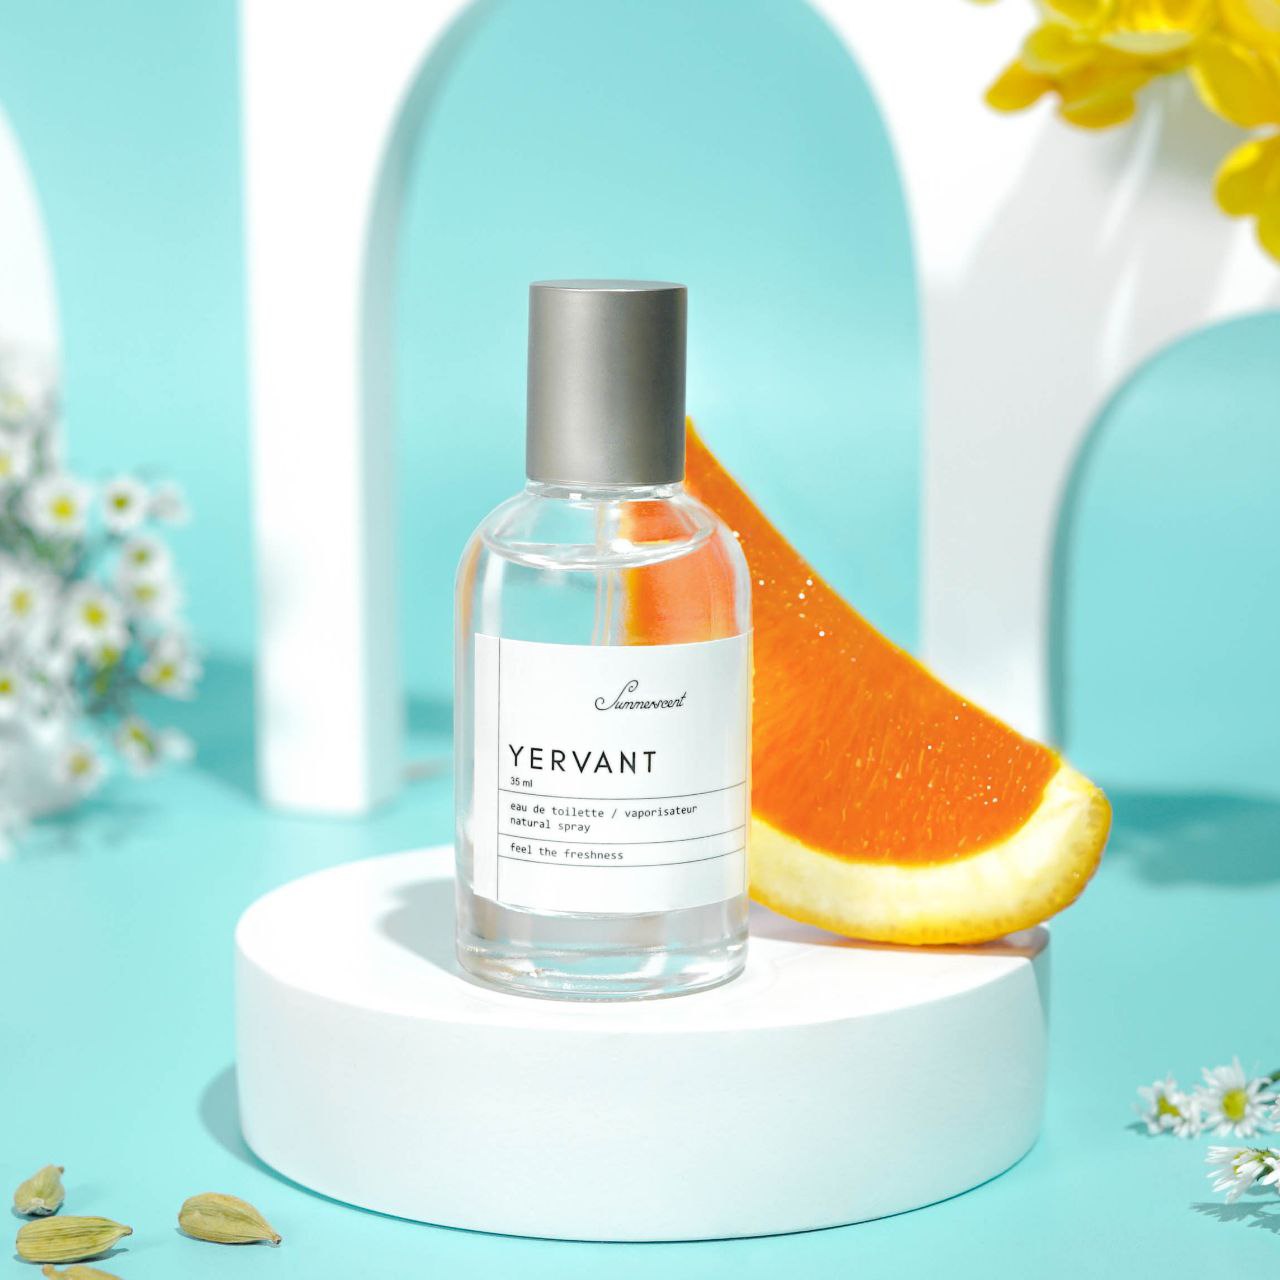 Summerscent
YERVANT
35 ml
eau de toilette / vaporisateur
natural spray
feel the freshness